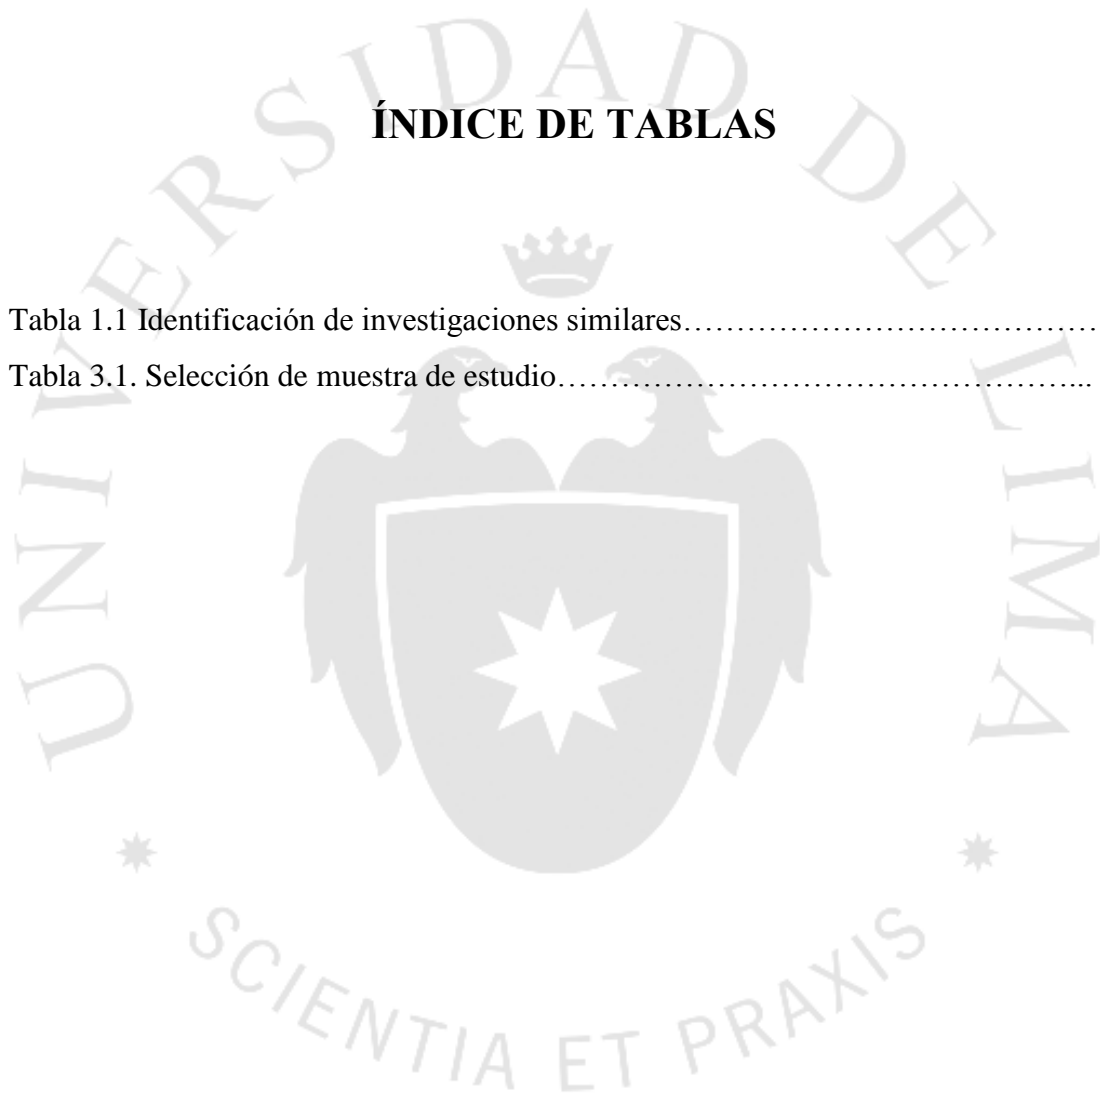 UNIVERSIDAD DE LIMA
ÍNDICE DE TABLAS
Tabla 1.1 Identificación de investigaciones similares…………………………………
Tabla 3.1. Selección de muestra de estudio…………………………………………...
SCIENTIA ET PRAXIS